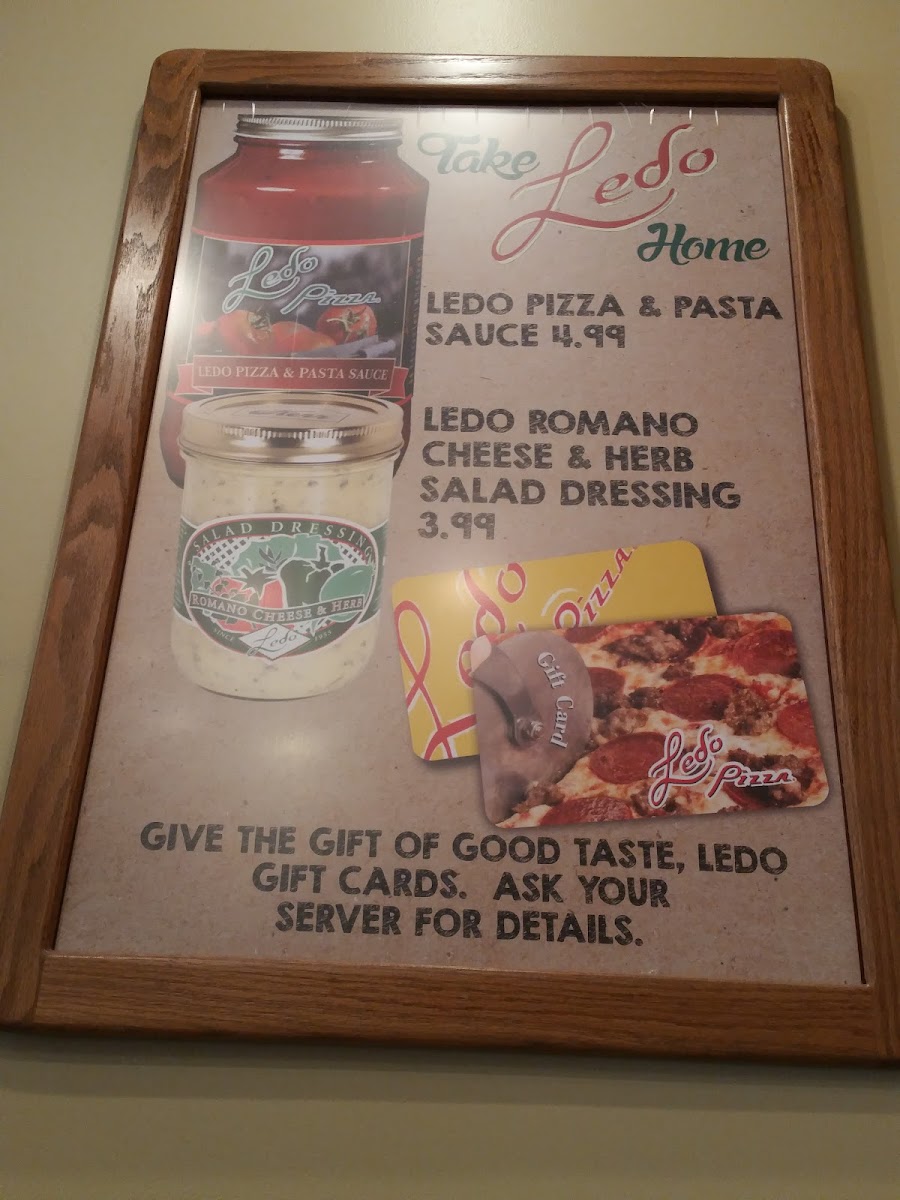 Take Ledo
Home
Ledo Pizza
LEDO PIZZA & PASTA SAUCE
LEDO PIZZA & PASTA
SAUCE 4.99
LEDO ROMANO
CHEESE & HERB
SALAD DRESSING
3.99
SALAD DRESSING
ROMANO CHEESE & HERB
SINCE Ledo 1955
Ledo Pizza
Gift Card
Ledo Pizza
GIVE THE GIFT OF GOOD TASTE, LEDO
GIFT CARDS. ASK YOUR
SERVER FOR DETAILS.